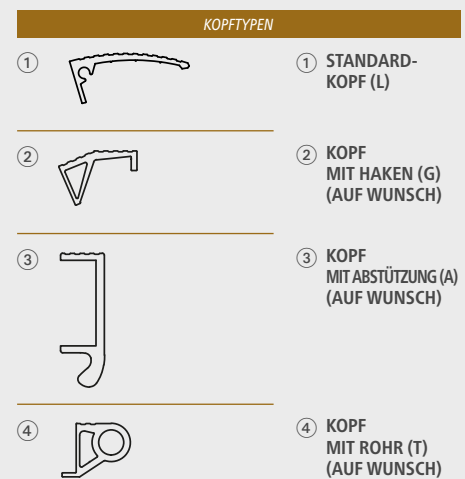 KOPFTYPEN
1
1 STANDARD-
KOPF (L)
2
2 KOPF
MIT HAKEN (G)
(AUF WUNSCH)
3
3 KOPF
MIT ABSTÜTZUNG (A)
(AUF WUNSCH)
4
4 KOPF
MIT ROHR (T)
(AUF WUNSCH)